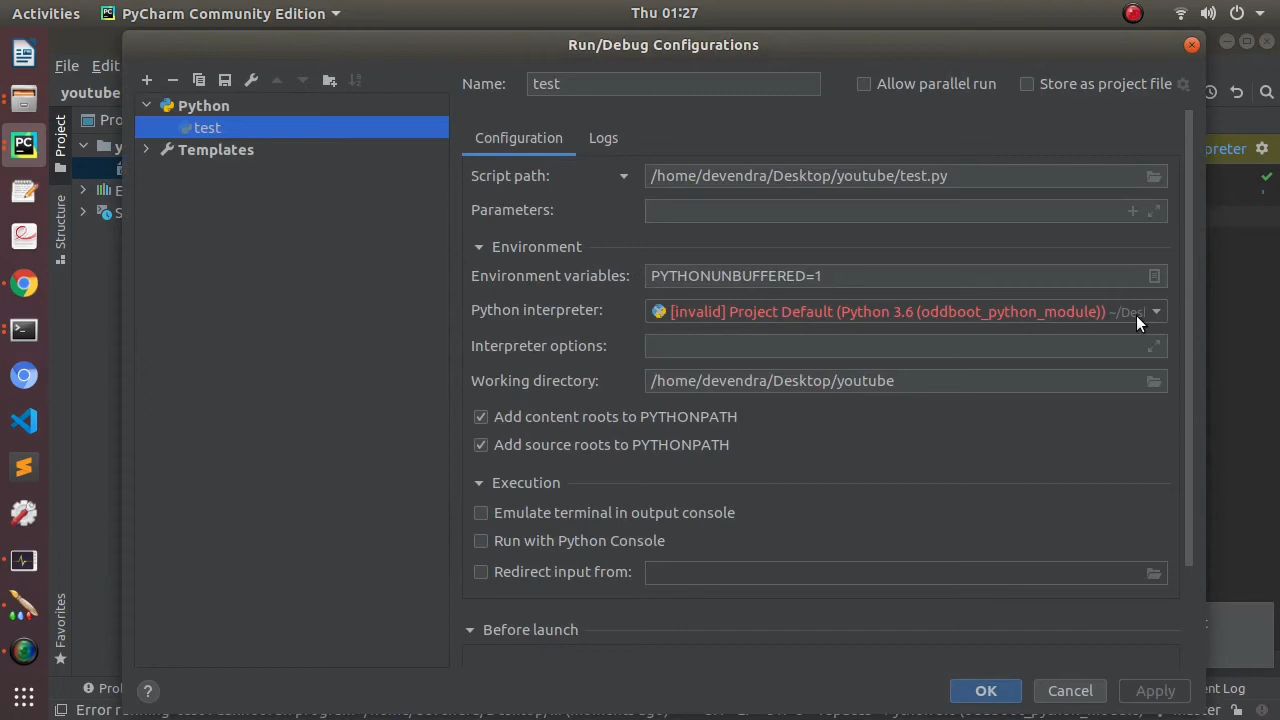 Activities PyCharm Community Edition Thu 01:27
Run/Debug Configurations
File Edit
youtube
Project
Structure
Favorites
Python
test
Templates
Name: test Allow parallel run Store as project file
Configuration Logs
Script path: /home/devendra/Desktop/youtube/test.py
Parameters:
Environment
Environment variables: PYTHONUNBUFFERED=1
Python interpreter: [invalid] Project Default (Python 3.6 (oddboot_python_module)) ~/Des
Interpreter options:
Working directory: /home/devendra/Desktop/youtube
Add content roots to PYTHONPATH
Add source roots to PYTHONPATH
Execution
Emulate terminal in output console
Run with Python Console
Redirect input from:
Before launch
? OK Cancel Apply